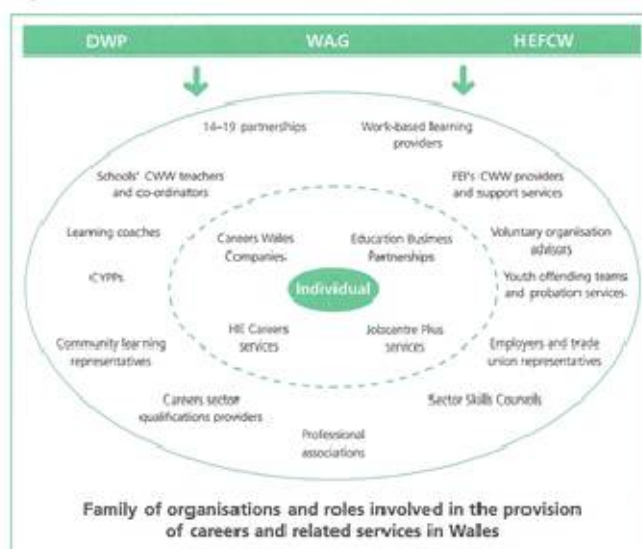 DWP WAG HEFCW
14–19 partnerships
Work-based learning
providers
Schools' CWW teachers
and co-ordinators
FEI's CWW providers
and support services
Learning coaches
Careers Wales
Companies
Education Business
Partnerships
Voluntary organisation
advisors
CYPPs
Individual
Youth offending teams
and probation services
HE Careers
services
Jobcentre Plus
services
Community learning
representatives
Employers and trade
union representatives
Careers sector
qualifications providers
Sector Skills Councils
Professional
associations
Family of organisations and roles involved in the provision
of careers and related services in Wales